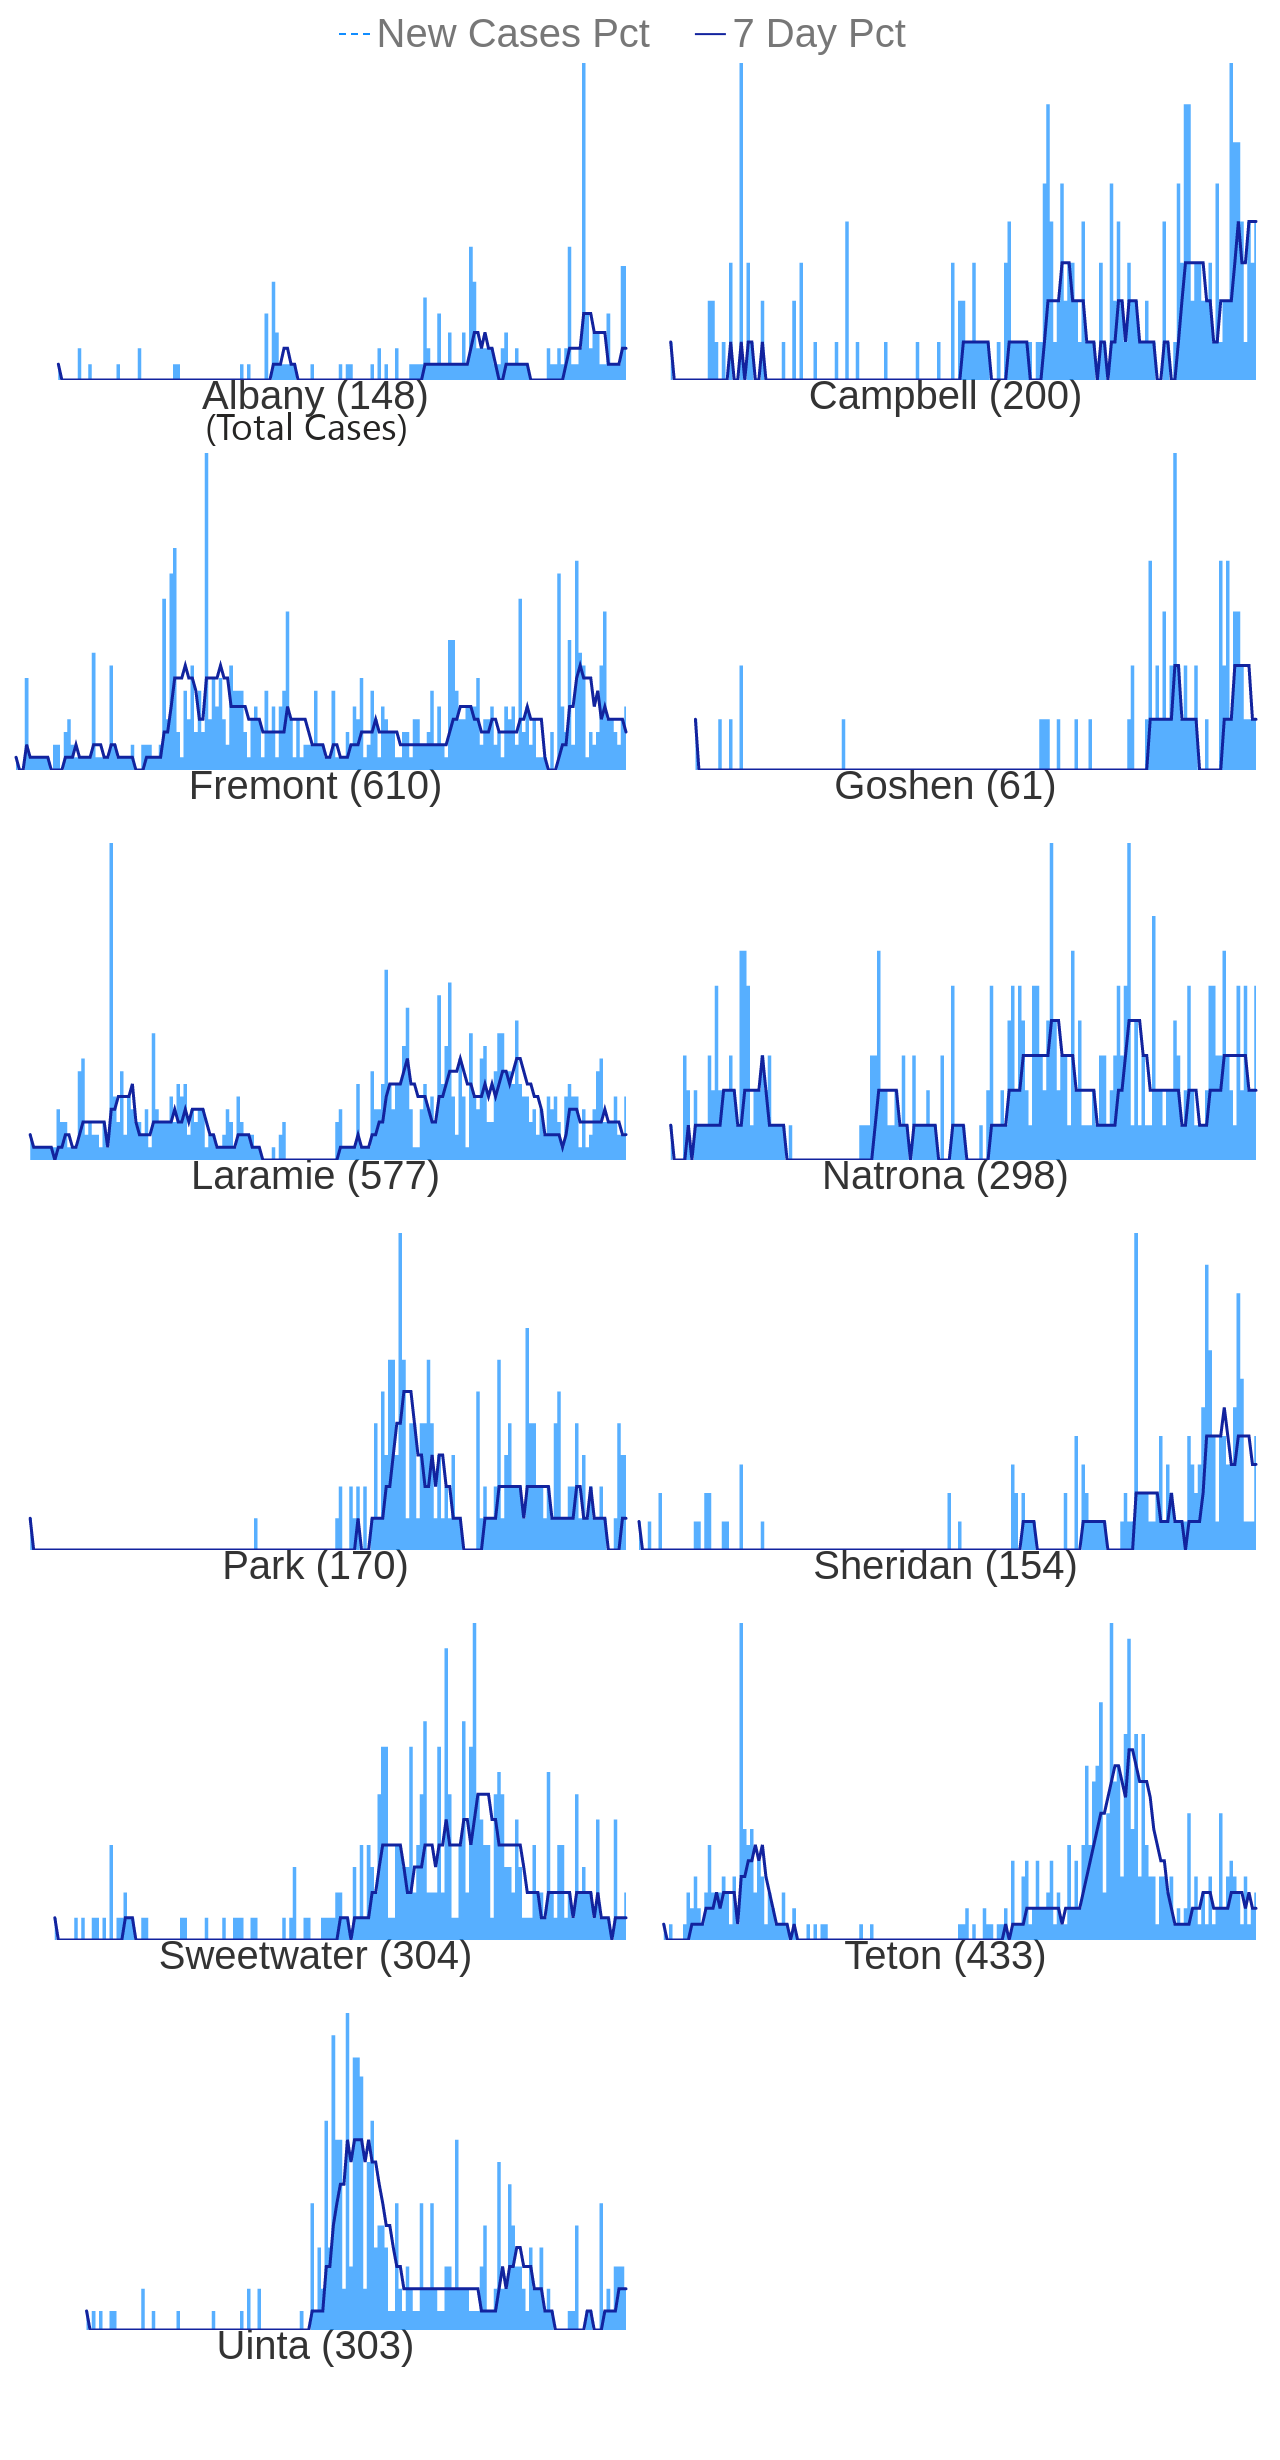 New Cases Pct 7 Day Pct
Albany (148) Campbell (200)
(Total Cases)
Fremont (610) Goshen (61)
Laramie (577) Natrona (298)
Park (170) Sheridan (154)
Sweetwater (304) Teton (433)
Uinta (303)